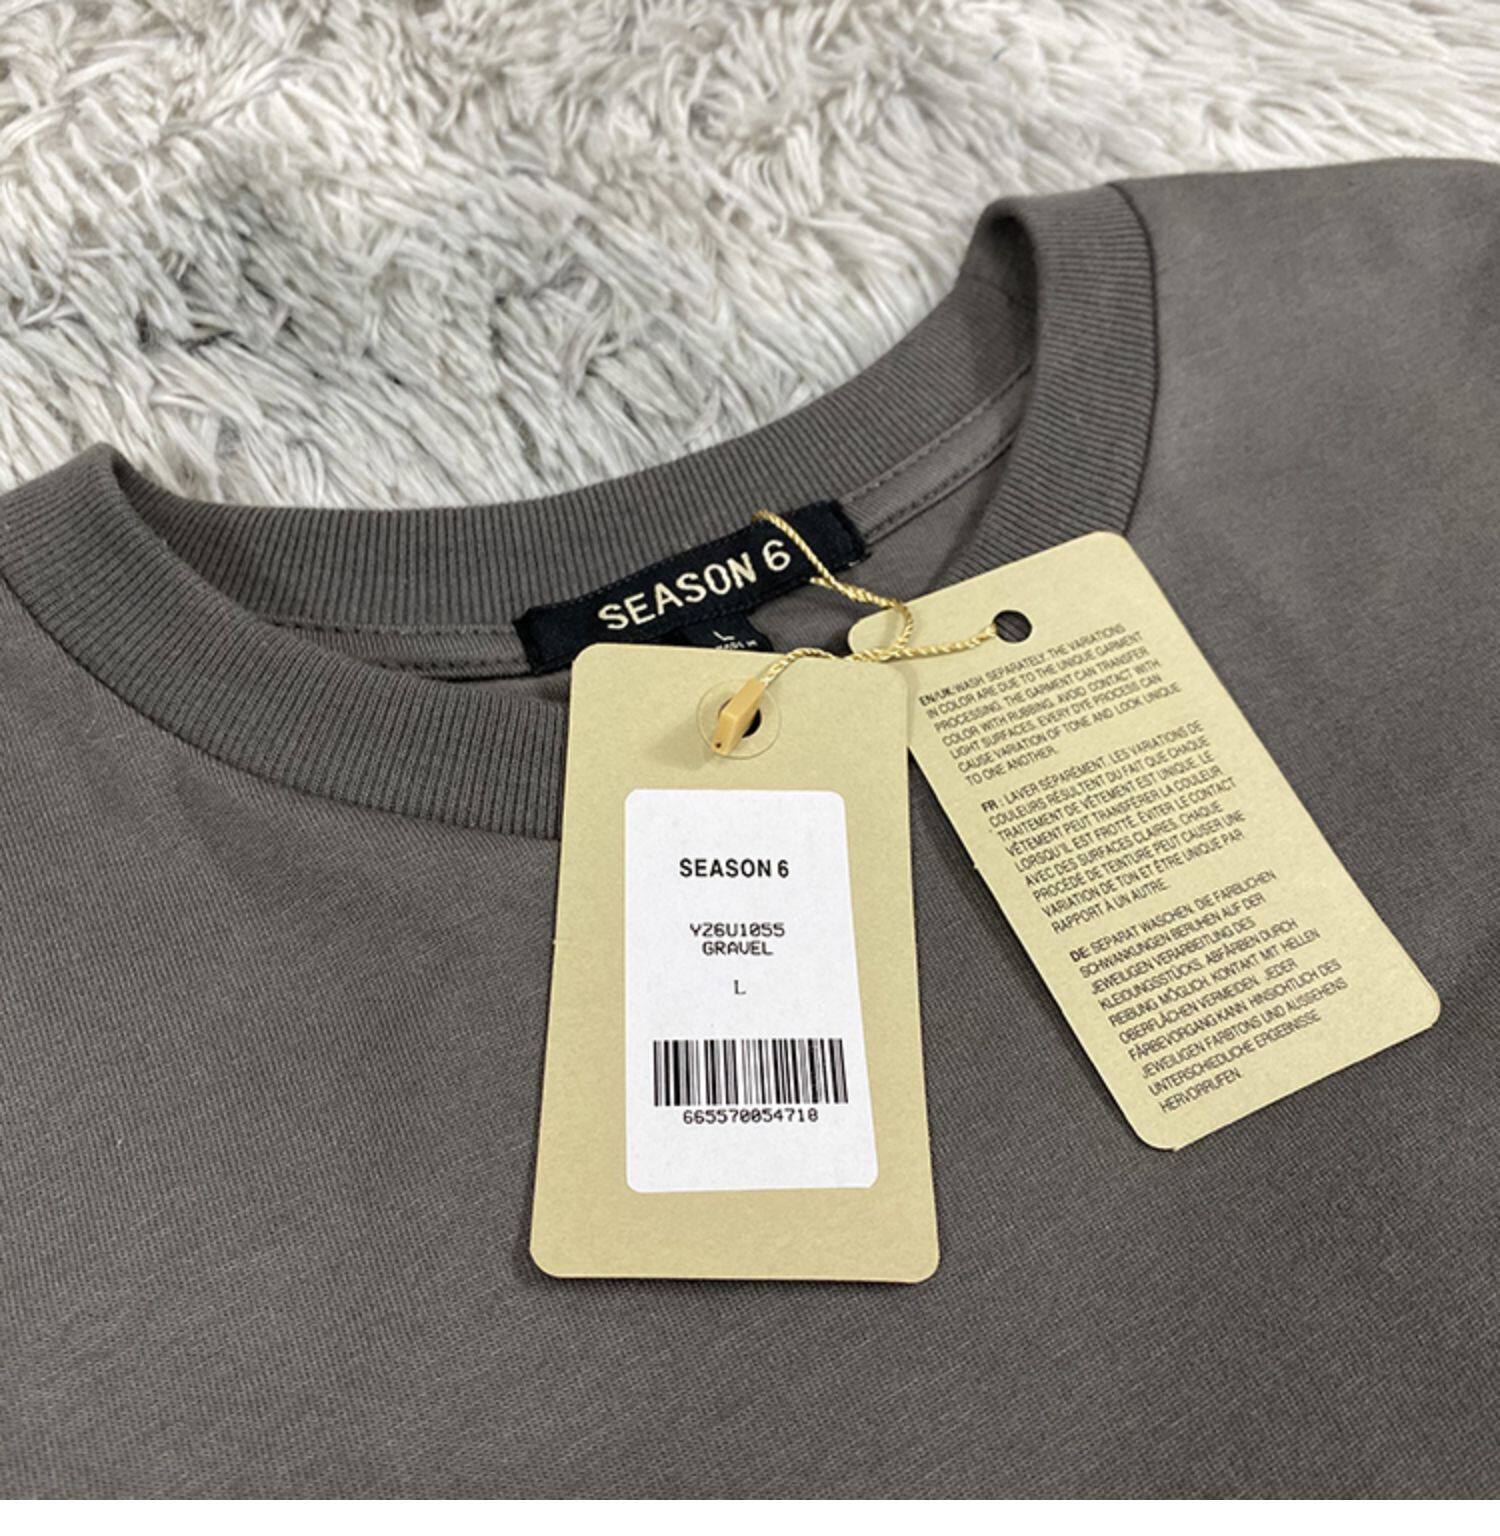 SEASON 6
L
SEASON 6
YZ6U1055
GRAVEL
L
665570054718
EN/UK: WASH SEPARATELY. THE VARIATIONS
IN COLOR ARE DUE TO THE UNIQUE GARMENT
PROCESSING. THE GARMENT CAN TRANSFER
COLOR WITH RUBBING. AVOID CONTACT WITH
LIGHT SURFACES. EVERY DYE PROCESS CAN
CAUSE VARIATION OF TONE AND LOOK UNIQUE
TO ONE ANOTHER.
FR : LAVER SÉPARÉMENT. LES VARIATIONS DE
COULEURS RÉSULTENT DU FAIT QUE CHAQUE
TRAITEMENT DE VÊTEMENT EST UNIQUE. LE
VÊTEMENT PEUT TRANSFÉRER LA COULEUR
LORSQU'IL EST FROTTÉ. ÉVITER LE CONTACT
AVEC DES SURFACES CLAIRES. CHAQUE
PROCÉDÉ DE TEINTURE PEUT CAUSER UNE
VARIATION DE TON ET ÊTRE UNIQUE PAR
RAPPORT À UN AUTRE.
DE: SEPARAT WASCHEN. DIE FARBLICHEN
SCHWANKUNGEN BERUHEN AUF DER
JEWEILIGEN VERARBEITUNG DES
KLEIDUNGSSTÜCKS. ABFÄRBEN DURCH
REIBUNG MÖGLICH. KONTAKT MIT HELLEN
OBERFLÄCHEN VERMEIDEN. JEDER
FÄRBEVORGANG KANN HINSICHTLICH DES
JEWEILIGEN FARBTONS UND AUSSEHENS
UNTERSCHIEDLICHE ERGEBNISSE
HERVORRUFEN.